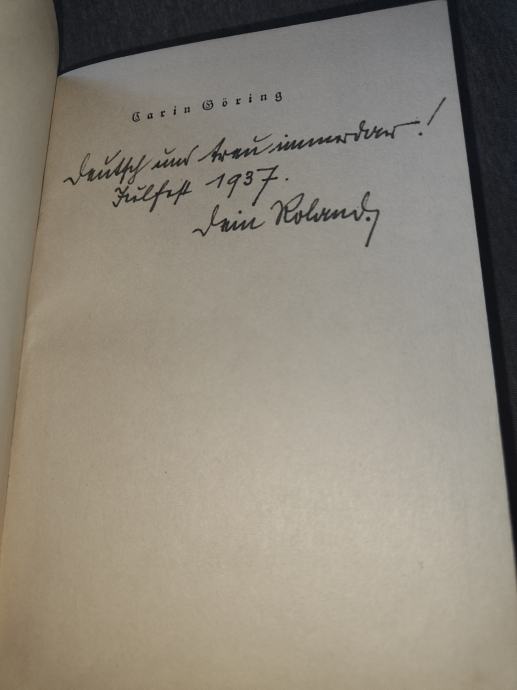 Carin Göring
Deutsch und treu immerdar!
Julfest 1937.
Dein Roland.